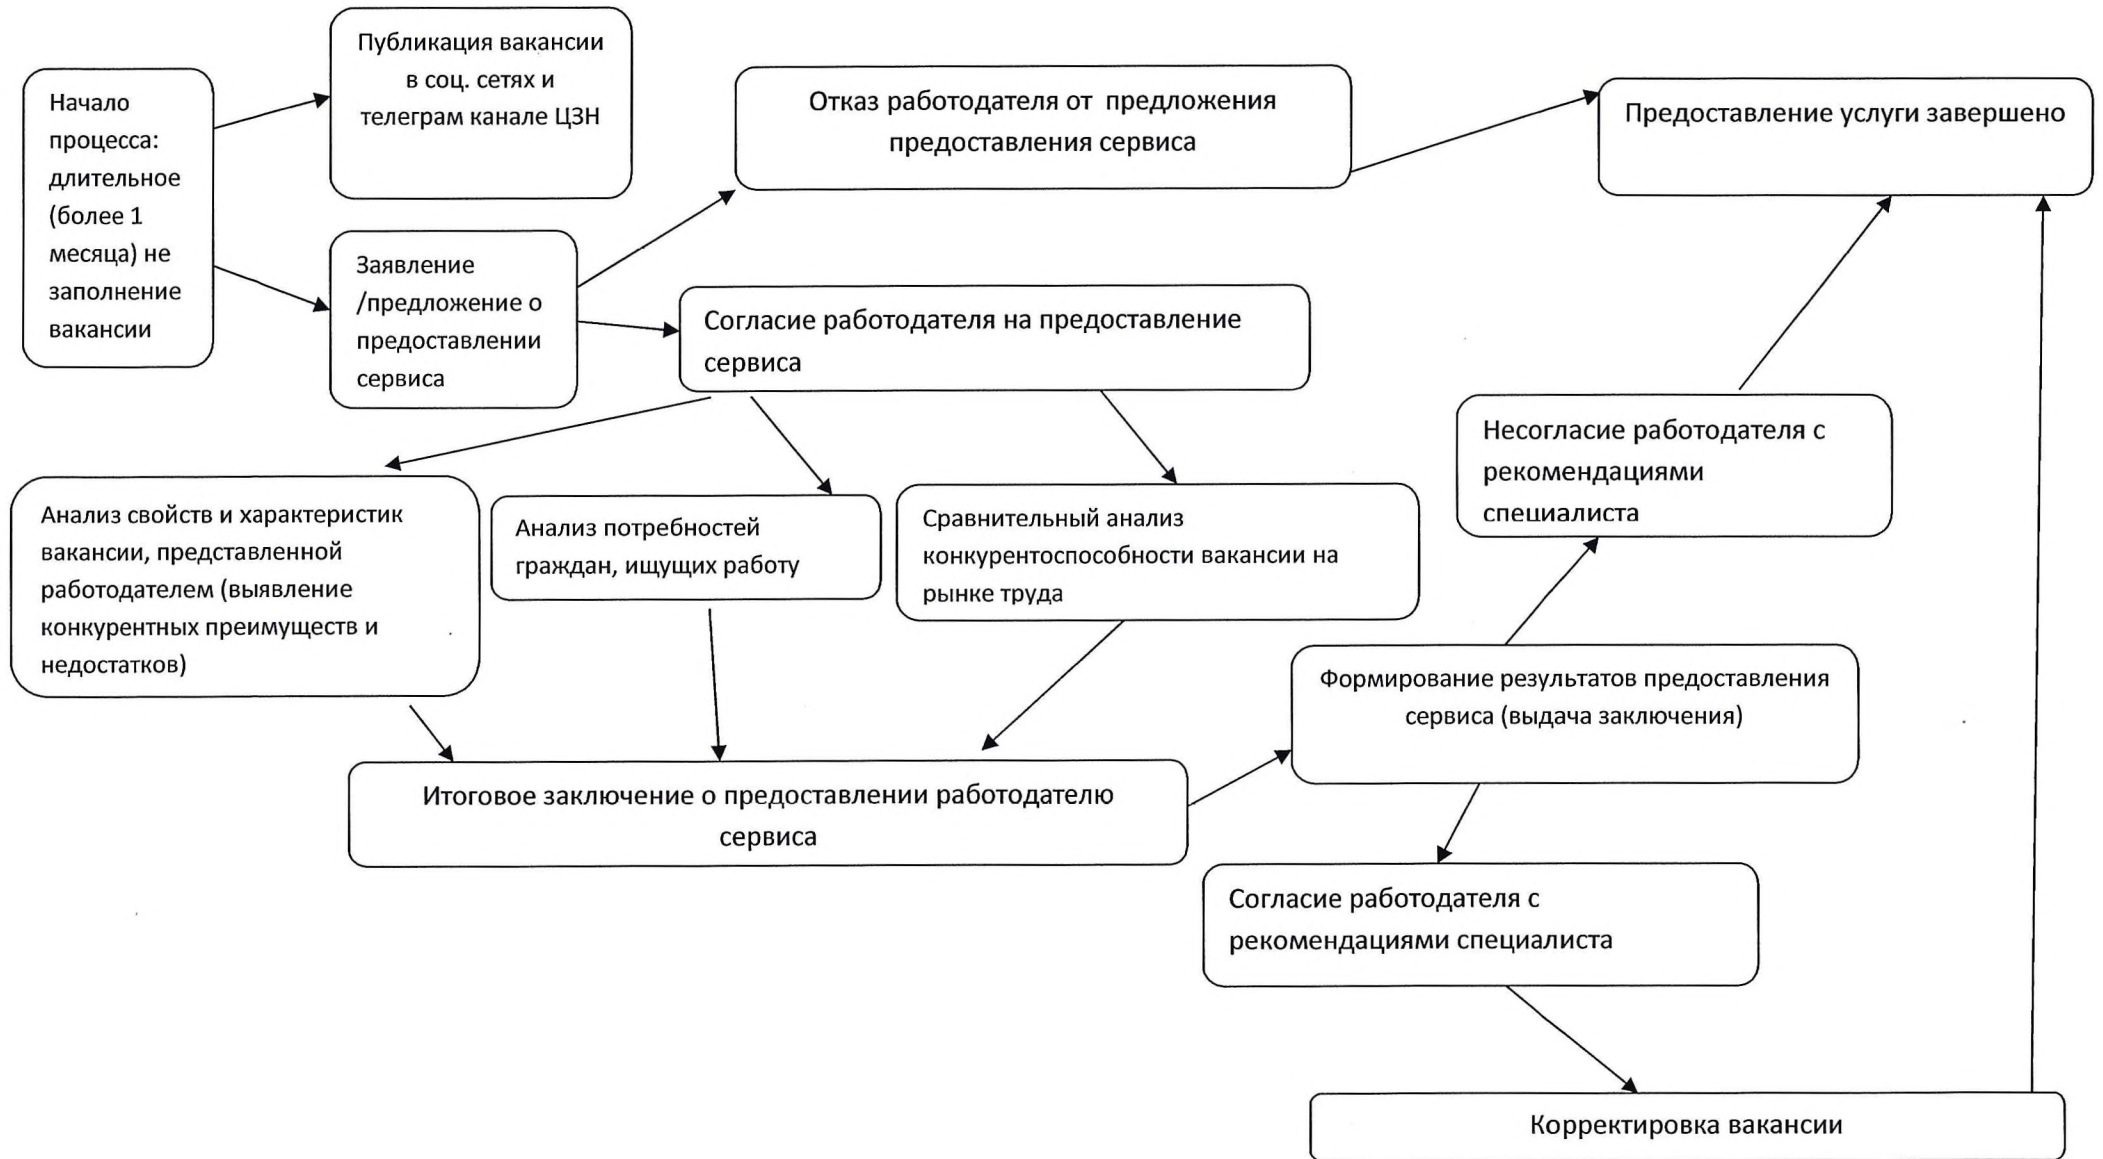 Начало
процесса:
длительное
(более 1
месяца) не
заполнение
вакансии
Публикация вакансии
в соц. сетях и
телеграм канале ЦЗН
Заявление
/предложение о
предоставлении
сервиса
Отказ работодателя от предложения
предоставления сервиса
Предоставление услуги завершено
Согласие работодателя на предоставление
сервиса
Анализ свойств и характеристик
вакансии, представленной
работодателем (выявление
конкурентных преимуществ и
недостатков)
Анализ потребностей
граждан, ищущих работу
Сравнительный анализ
конкурентоспособности вакансии на
рынке труда
Несогласие работодателя с
рекомендациями
специалиста
Формирование результатов предоставления
сервиса (выдача заключения)
Итоговое заключение о предоставлении работодателю
сервиса
Согласие работодателя с
рекомендациями специалиста
Корректировка вакансии